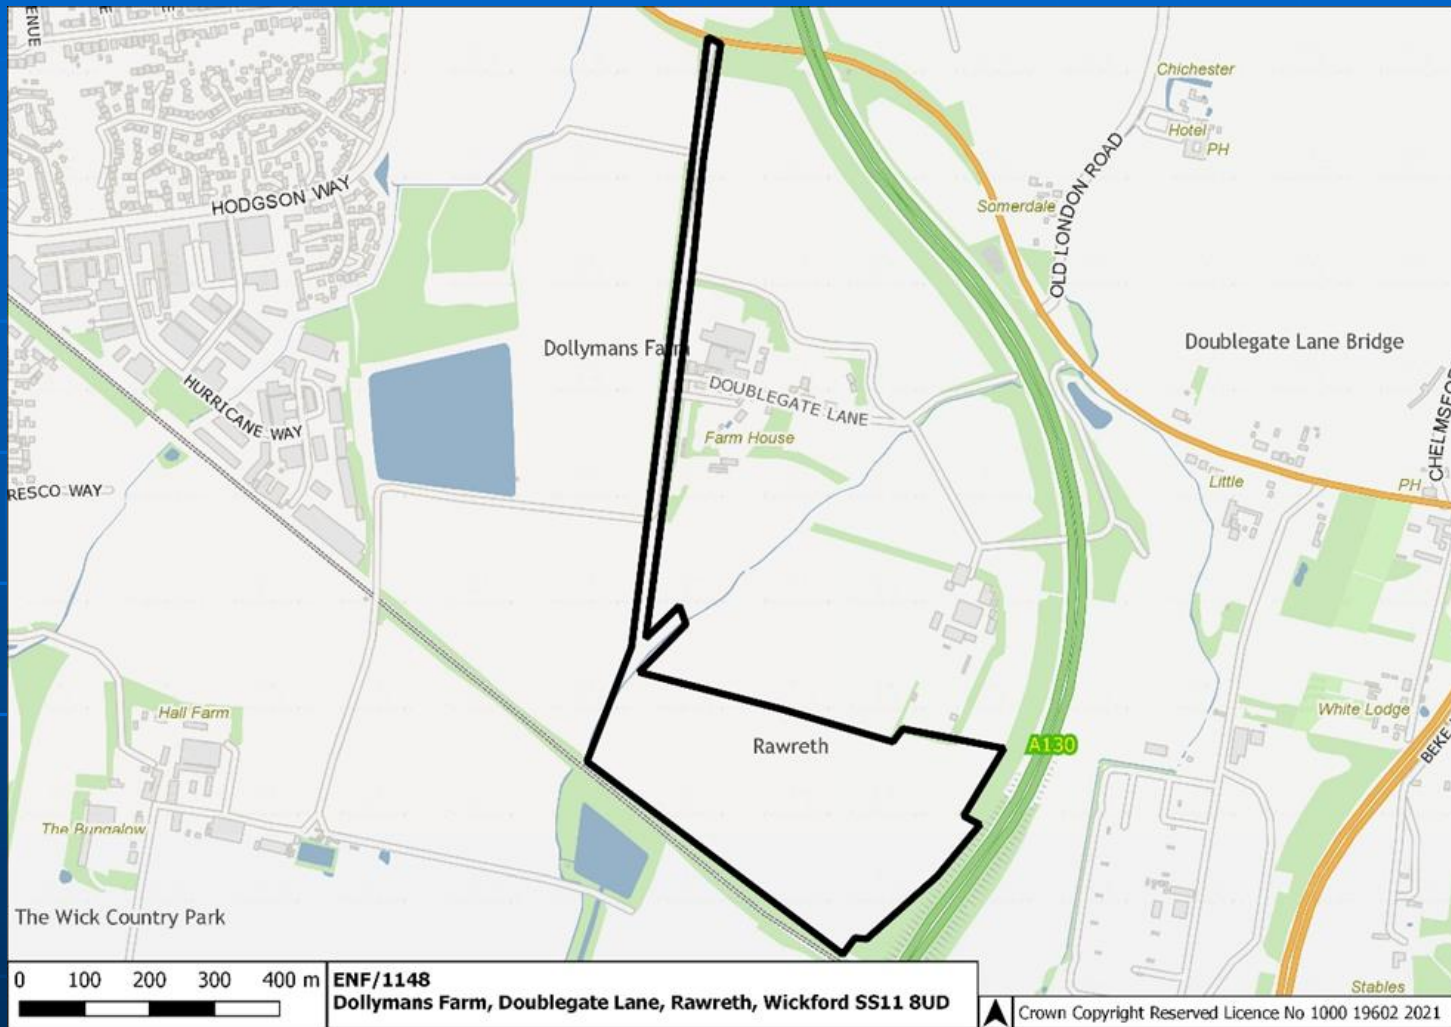 ENUE
Chichester
Hotel
PH
HODGSON WAY
OLD LONDON ROAD
Somerdale
Dollymans Farm
Doublegate Lane Bridge
HURRICANE WAY
DOUBLEGATE LANE
Farm House
CHELMSFO
RESCO WAY
Little
PH
Hall Farm
White Lodge
Rawreth
A130
BEKE
The Bungalow
The Wick Country Park
Stables
0 100 200 300 400 m
ENF/1148
Dollymans Farm, Doublegate Lane, Rawreth, Wickford SS11 8UD
Crown Copyright Reserved Licence No 1000 19602 2021